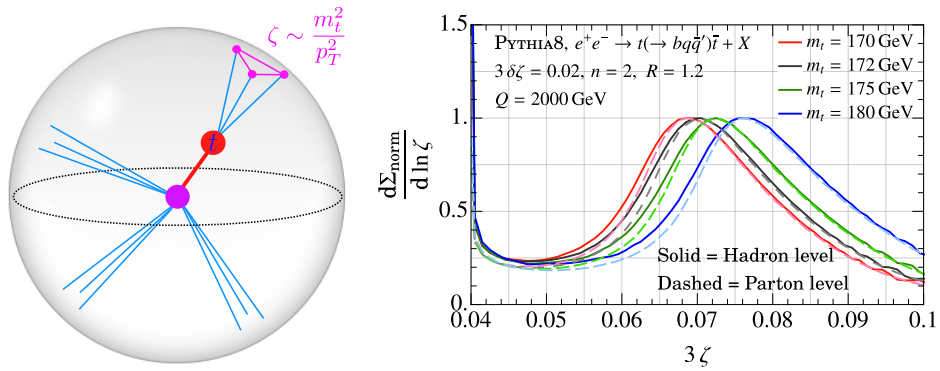 ζ ∼ m_t^2 / p_T^2
t
dΣ_norm / d ln ζ
1.5
1.0
0.5
0.
PYTHIA8, e⁺e⁻ → t(→ bqq̄′)t̄ + X
3 δζ = 0.02, n = 2, R = 1.2
Q = 2000 GeV
m_t = 170 GeV
m_t = 172 GeV
m_t = 175 GeV
m_t = 180 GeV
Solid = Hadron level
Dashed = Parton level
0.04 0.05 0.06 0.07 0.08 0.09 0.1
3 ζ